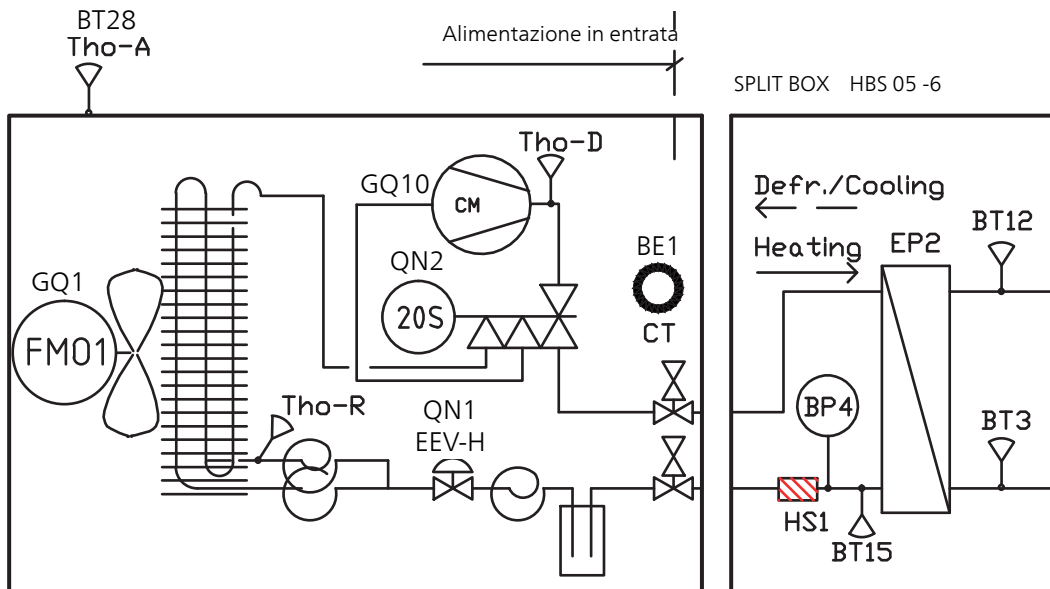 BT28
Tho-A
Alimentazione in entrata
SPLIT BOX HBS 05 -6
Tho-D
GQ10
CM
Defr./Cooling
BT12
Heating
EP2
BE1
QN2
GQ1
20S
CT
FM01
Tho-R
QN1
EEV-H
BP4
BT3
HS1
BT15